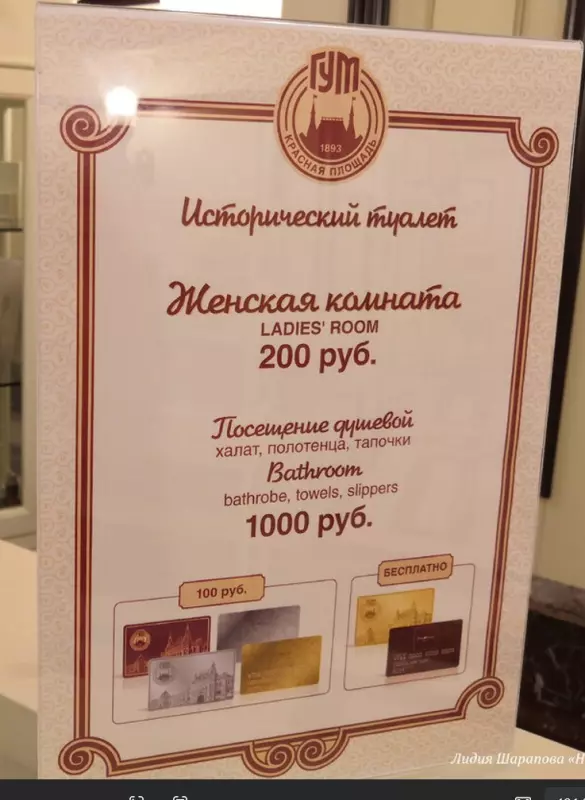 ГУМ
1893
КРАСНАЯ ПЛОЩАДЬ
Исторический туалет
Женская комната
LADIES' ROOM
200 руб.
Посещение душевой
халат, полотенца, тапочки
Bathroom
bathrobe, towels, slippers
1000 руб.
100 руб.
БЕСПЛАТНО
Лидия Шарапова «Н